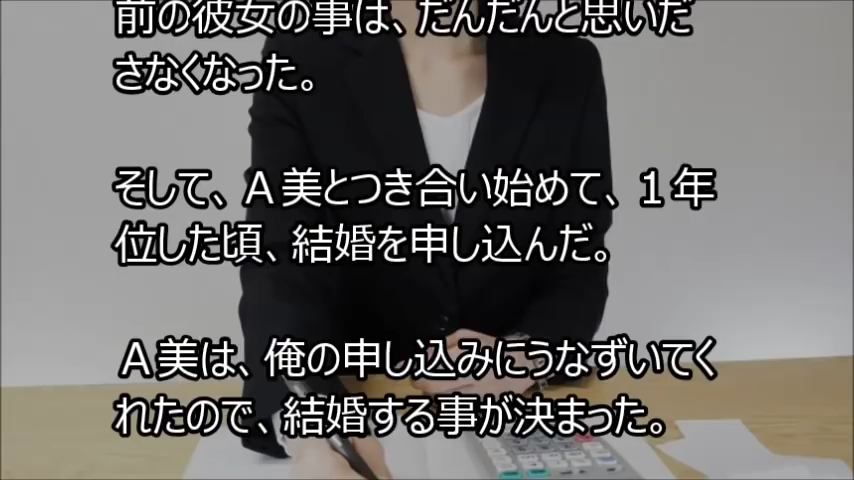 前の彼女の事は、だんだんと思いだ
さなくなった。
そして、Ａ美とつき合い始めて、１年
位した頃、結婚を申し込んだ。
Ａ美は、俺の申し込みにうなずいてく
れたので、結婚する事が決まった。